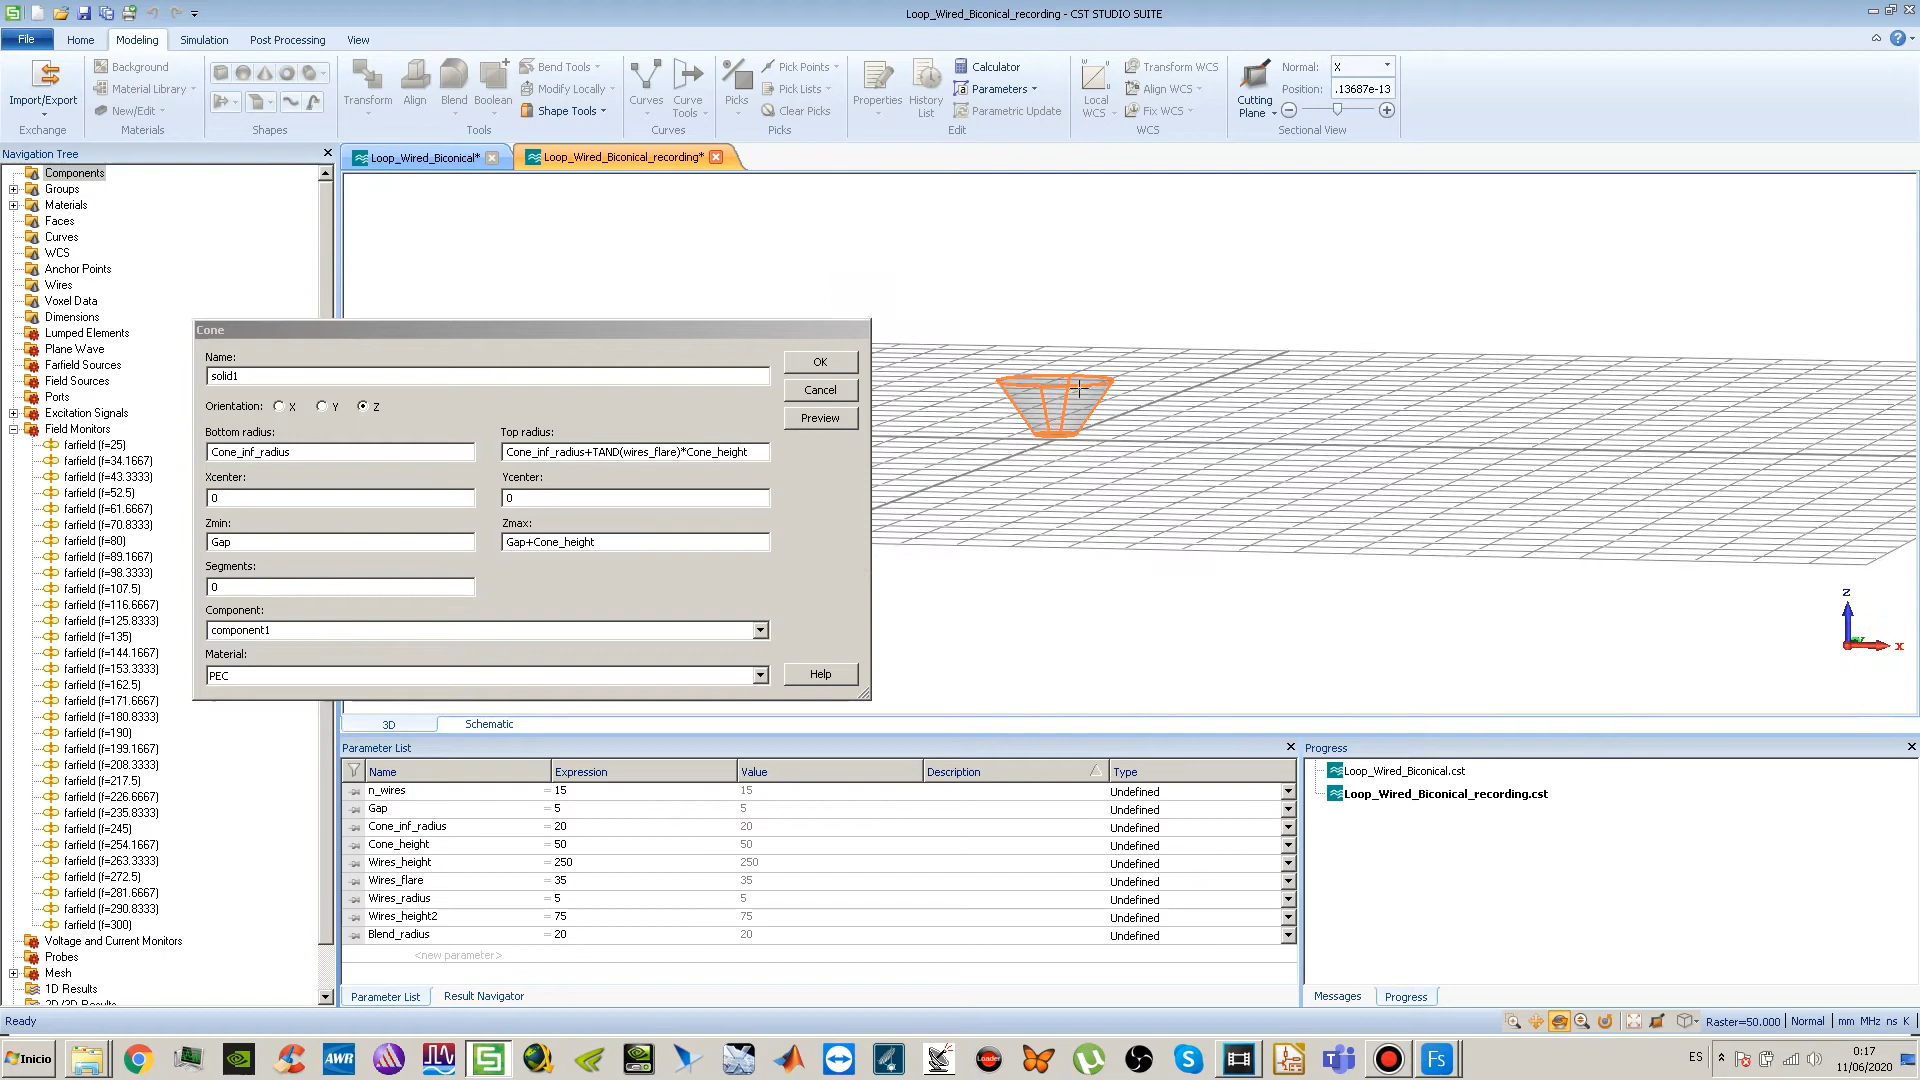 Loop_Wired_Biconical_recording - CST STUDIO SUITE
File Home Modeling Simulation Post Processing View
Import/Export
Exchange
Background
Material Library
New/Edit
Materials
Shapes
Transform Align Blend Boolean
Bend Tools
Modify Locally
Shape Tools
Tools
Curves Curve Tools
Curves
Picks
Pick Points
Pick Lists
Clear Picks
Picks
Properties History List
Calculator
Parameters
Parametric Update
Edit
Local WCS
Transform WCS
Align WCS
Fix WCS
WCS
Cutting Plane
Normal: X
Position: .13687e-13
Sectional View
Navigation Tree
Components
Groups
Materials
Faces
Curves
WCS
Anchor Points
Wires
Voxel Data
Dimensions
Lumped Elements
Plane Wave
Farfield Sources
Field Sources
Ports
Excitation Signals
Field Monitors
farfield (f=25)
farfield (f=34.1667)
farfield (f=43.3333)
farfield (f=52.5)
farfield (f=61.6667)
farfield (f=70.8333)
farfield (f=80)
farfield (f=89.1667)
farfield (f=98.3333)
farfield (f=107.5)
farfield (f=116.6667)
farfield (f=125.8333)
farfield (f=135)
farfield (f=144.1667)
farfield (f=153.3333)
farfield (f=162.5)
farfield (f=171.6667)
farfield (f=180.8333)
farfield (f=190)
farfield (f=199.1667)
farfield (f=208.3333)
farfield (f=217.5)
farfield (f=226.6667)
farfield (f=235.8333)
farfield (f=245)
farfield (f=254.1667)
farfield (f=263.3333)
farfield (f=272.5)
farfield (f=281.6667)
farfield (f=290.8333)
farfield (f=300)
Voltage and Current Monitors
Probes
Mesh
1D Results
2D/3D Results
Loop_Wired_Biconical*
Loop_Wired_Biconical_recording*
Cone
Name:
solid1
OK
Cancel
Preview
Orientation: X Y Z
Bottom radius: Top radius:
Cone_inf_radius Cone_inf_radius+TAND(wires_flare)*Cone_height
Xcenter: Ycenter:
0 0
Zmin: Zmax:
Gap Gap+Cone_height
Segments:
0
Component:
component1
Material:
PEC
Help
z
x
3D Schematic
Parameter List
Name Expression Value Description Type
n_wires = 15 15 Undefined
Gap = 5 5 Undefined
Cone_inf_radius = 20 20 Undefined
Cone_height = 50 50 Undefined
Wires_height = 250 250 Undefined
Wires_flare = 35 35 Undefined
Wires_radius = 5 5 Undefined
Wires_height2 = 75 75 Undefined
Blend_radius = 20 20 Undefined
<new parameter>
Parameter List Result Navigator
Progress
Loop_Wired_Biconical.cst
Loop_Wired_Biconical_recording.cst
Messages Progress
Ready
Raster=50.000 Normal mm MHz ns K
Inicio
AWR
Loader
Fs
ES
0:17
11/06/2020